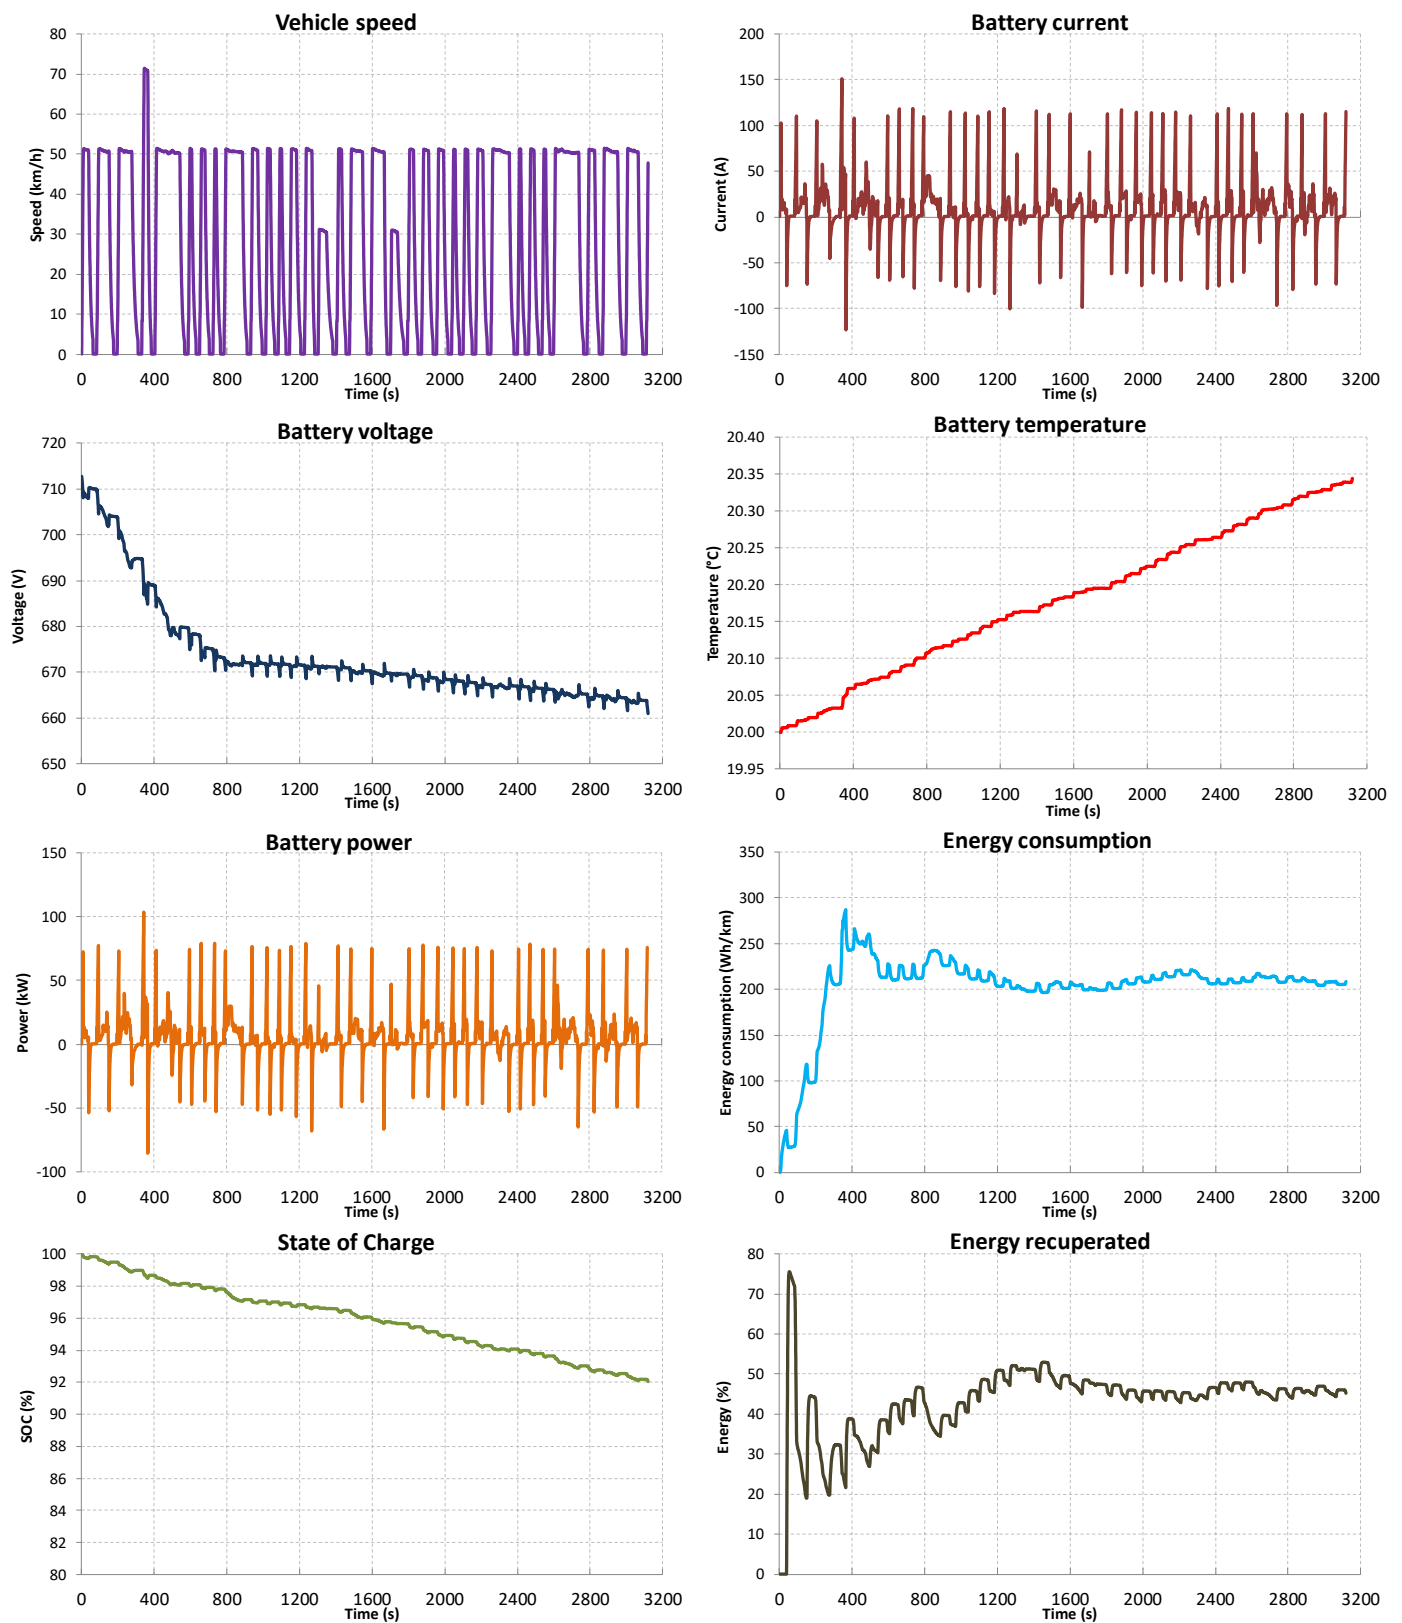 Vehicle speed
80
70
60
50
40
30
20
10
0
Speed (km/h)
0 400 800 1200 1600 2000 2400 2800 3200
Time (s)
Battery current
200
150
100
50
0
-50
-100
-150
Current (A)
0 400 800 1200 1600 2000 2400 2800 3200
Time (s)
Battery voltage
720
710
700
690
680
670
660
650
Voltage (V)
0 400 800 1200 1600 2000 2400 2800 3200
Time (s)
Battery temperature
20.40
20.35
20.30
20.25
20.20
20.15
20.10
20.05
20.00
19.95
Temperature (°C)
0 400 800 1200 1600 2000 2400 2800 3200
Time (s)
Battery power
150
100
50
0
-50
-100
Power (kW)
0 400 800 1200 1600 2000 2400 2800 3200
Time (s)
Energy consumption
350
300
250
200
150
100
50
0
Energy consumption (Wh/km)
0 400 800 1200 1600 2000 2400 2800 3200
Time (s)
State of Charge
100
98
96
94
92
90
88
86
84
82
80
SOC (%)
0 400 800 1200 1600 2000 2400 2800 3200
Time (s)
Energy recuperated
80
70
60
50
40
30
20
10
0
Energy (%)
0 400 800 1200 1600 2000 2400 2800 3200
Time (s)